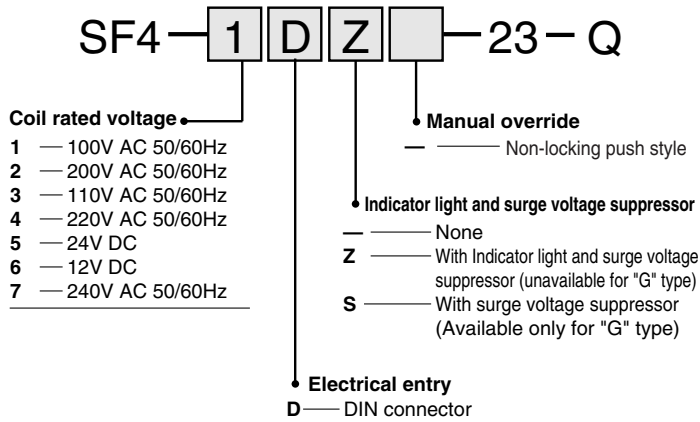 SF4 — 1 D Z — 23 — Q
Coil rated voltage
1 — 100V AC 50/60Hz
2 — 200V AC 50/60Hz
3 — 110V AC 50/60Hz
4 — 220V AC 50/60Hz
5 — 24V DC
6 — 12V DC
7 — 240V AC 50/60Hz
Manual override
— Non-locking push style
Indicator light and surge voltage suppressor
— None
Z — With Indicator light and surge voltage
suppressor (unavailable for "G" type)
S — With surge voltage suppressor
(Available only for "G" type)
Electrical entry
D — DIN connector